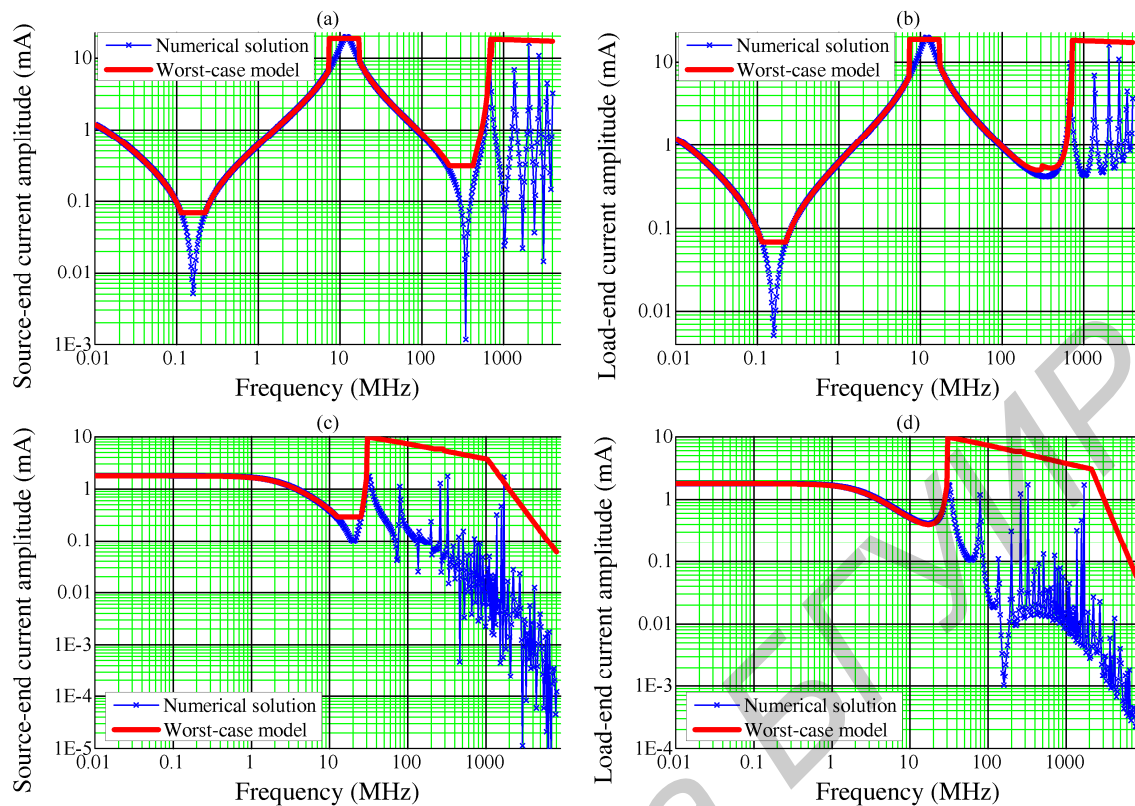 (a)
Source-end current amplitude (mA)
Numerical solution
Worst-case model
10
1
0.1
0.01
1E-3
0.01 0.1 1 10 100 1000
Frequency (MHz)
(b)
Load-end current amplitude (mA)
Numerical solution
Worst-case model
10
1
0.1
0.01
0.01 0.1 1 10 100 1000
Frequency (MHz)
(c)
Source-end current amplitude (mA)
10
1
0.1
0.01
1E-3
1E-4
1E-5
Numerical solution
Worst-case model
0.01 0.1 1 10 100 1000
Frequency (MHz)
(d)
Load-end current amplitude (mA)
10
1
0.1
0.01
1E-3
1E-4
Numerical solution
Worst-case model
0.01 0.1 1 10 100 1000
Frequency (MHz)
БГУИР